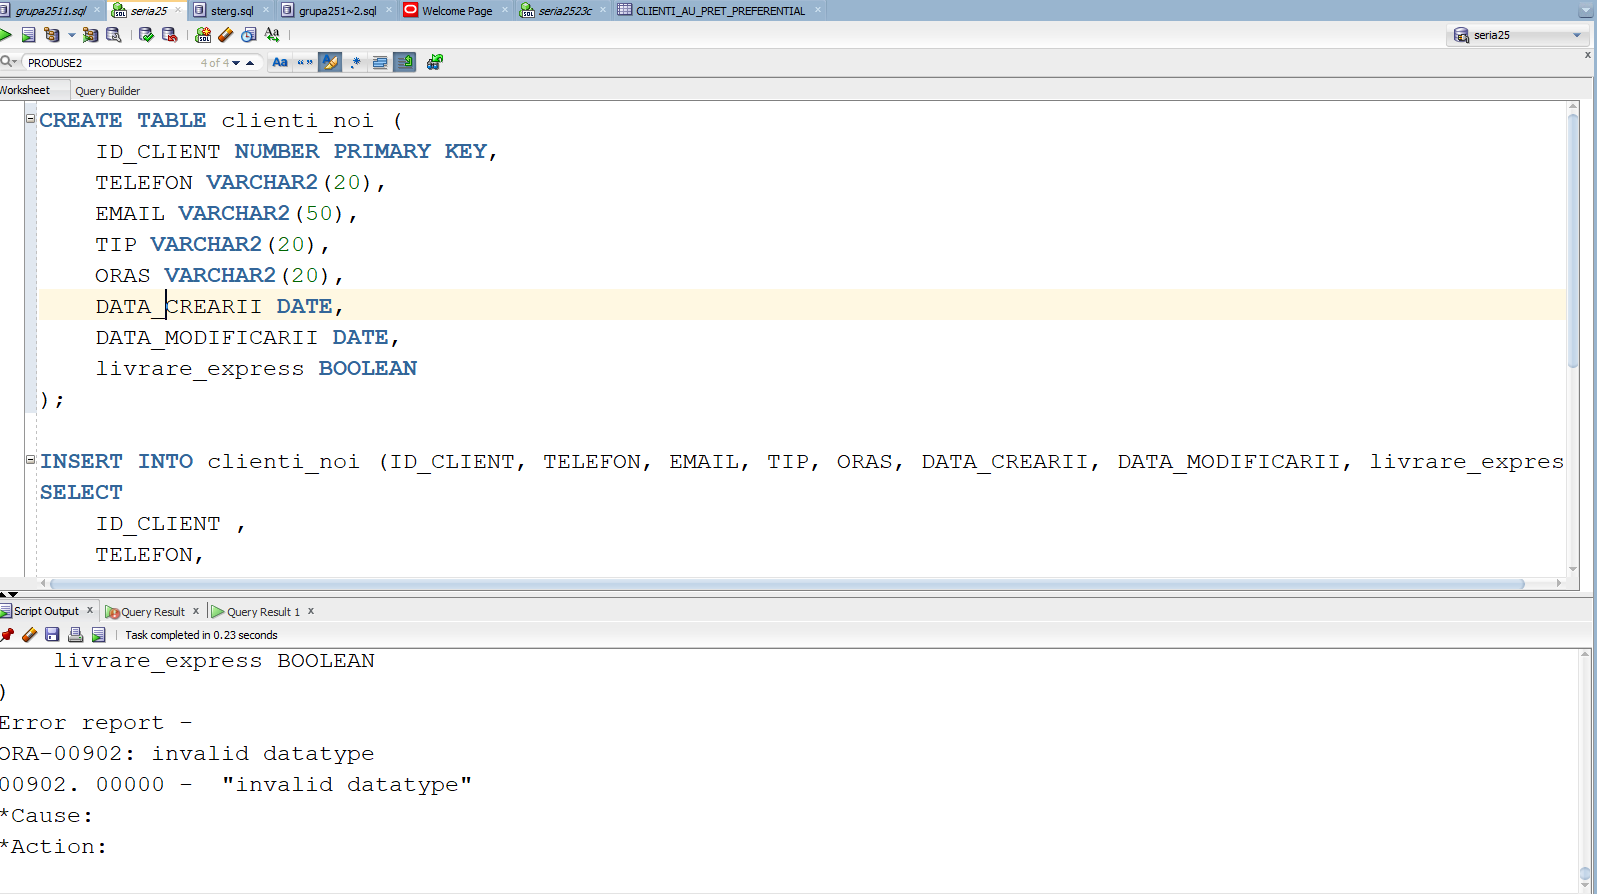 grupa2511.sql seria25 sterg.sql grupa251~2.sql Welcome Page seria2523c CLIENTI_AU_PRET_PREFERENTIAL
seria25
PRODUSE2 4 of 4 Aa “ ”
Worksheet Query Builder
CREATE TABLE clienti_noi (
ID_CLIENT NUMBER PRIMARY KEY,
TELEFON VARCHAR2(20),
EMAIL VARCHAR2(50),
TIP VARCHAR2(20),
ORAS VARCHAR2(20),
DATA_CREARII DATE,
DATA_MODIFICARII DATE,
livrare_express BOOLEAN
);
INSERT INTO clienti_noi (ID_CLIENT, TELEFON, EMAIL, TIP, ORAS, DATA_CREARII, DATA_MODIFICARII, livrare_expres
SELECT
ID_CLIENT ,
TELEFON,
Script Output x Query Result x Query Result 1 x
Task completed in 0.23 seconds
livrare_express BOOLEAN
)
Error report -
ORA-00902: invalid datatype
00902. 00000 - "invalid datatype"
*Cause:
*Action: